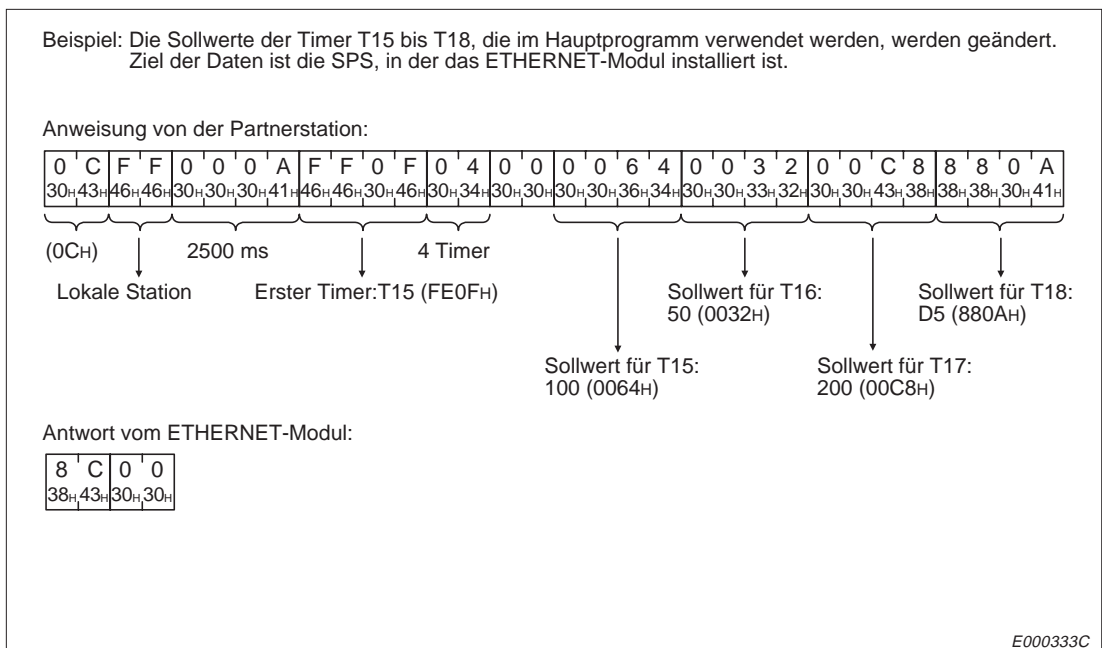 Beispiel: Die Sollwerte der Timer T15 bis T18, die im Hauptprogramm verwendet werden, werden geändert.
Ziel der Daten ist die SPS, in der das ETHERNET-Modul installiert ist.
Anweisung von der Partnerstation:
0 C F F 0 0 0 A F F 0 F 0 4 0 0 0 0 6 4 0 0 3 2 0 0 C 8 8 8 0 A
30H 43H 46H 46H 30H 30H 30H 41H 46H 46H 30H 46H 30H 34H 30H 30H 30H 30H 36H 34H 30H 30H 33H 32H 30H 30H 43H 38H 38H 38H 30H 41H
(0CH) 2500 ms 4 Timer
Lokale Station Erster Timer:T15 (FE0FH) Sollwert für T16: Sollwert für T18:
50 (0032H) D5 (880AH)
Sollwert für T15: Sollwert für T17:
100 (0064H) 200 (00C8H)
Antwort vom ETHERNET-Modul:
8 C 0 0
38H 43H 30H 30H
E000333C